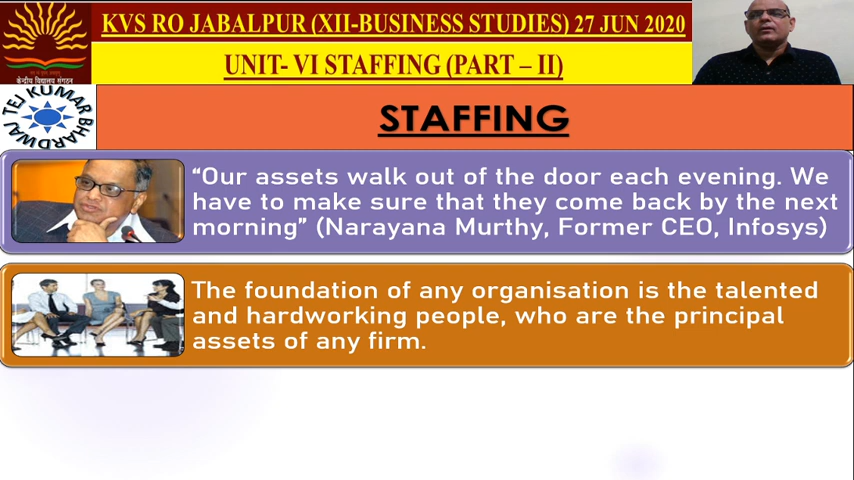 KVS RO JABALPUR (XII-BUSINESS STUDIES) 27 JUN 2020
UNIT- VI STAFFING (PART – II)
केन्द्रीय विद्यालय संगठन
TEJ KUMAR BHARDWAJ
STAFFING
“Our assets walk out of the door each evening. We
have to make sure that they come back by the next
morning” (Narayana Murthy, Former CEO, Infosys)
The foundation of any organisation is the talented
and hardworking people, who are the principal
assets of any firm.